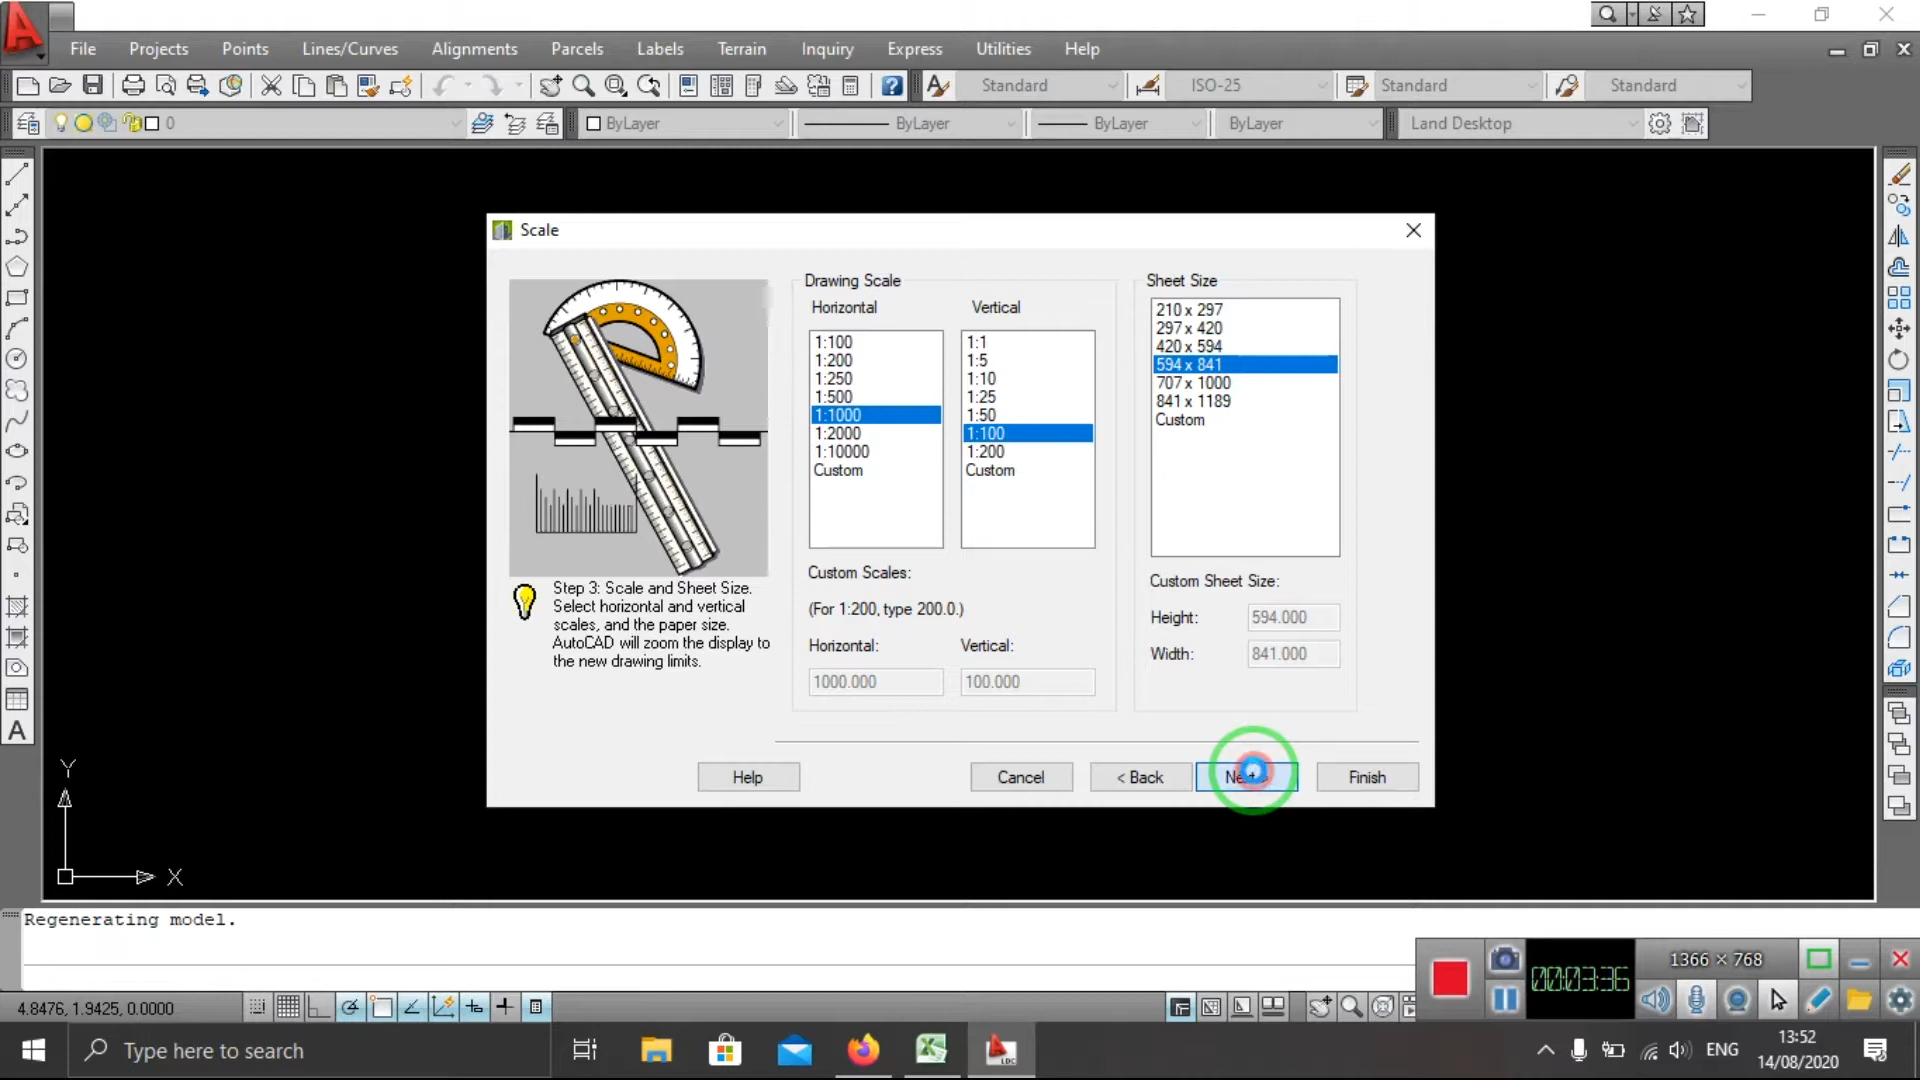 File Projects Points Lines/Curves Alignments Parcels Labels Terrain Inquiry Express Utilities Help
Standard ISO-25 Standard Standard
0 ByLayer ByLayer ByLayer ByLayer Land Desktop
Scale
Drawing Scale
Horizontal Vertical
1:100
1:200
1:250
1:500
1:1000
1:2000
1:10000
Custom
1:1
1:5
1:10
1:25
1:50
1:100
1:200
Custom
Sheet Size
210 x 297
297 x 420
420 x 594
594 x 841
707 x 1000
841 x 1189
Custom
Step 3: Scale and Sheet Size.
Select horizontal and vertical
scales, and the paper size.
AutoCAD will zoom the display to
the new drawing limits.
Custom Scales:
(For 1:200, type 200.0.)
Horizontal: Vertical:
1000.000 100.000
Custom Sheet Size:
Height: 594.000
Width: 841.000
Help Cancel < Back Next > Finish
Y
X
Regenerating model.
1366 × 768
00:03:36
4.8476, 1.9425, 0.0000
Type here to search
LDC
ENG
13:52
14/08/2020